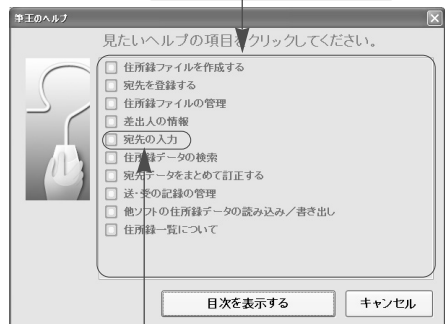 筆王のヘルプ
見たいヘルプの項目をクリックしてください。
住所録ファイルを作成する
宛先を登録する
住所録ファイルの管理
差出人の情報
宛先の入力
住所録データの検索
宛先データをまとめて訂正する
送・受の記録の管理
他ソフトの住所録データの読み込み／書き出し
住所録一覧について
目次を表示する
キャンセル